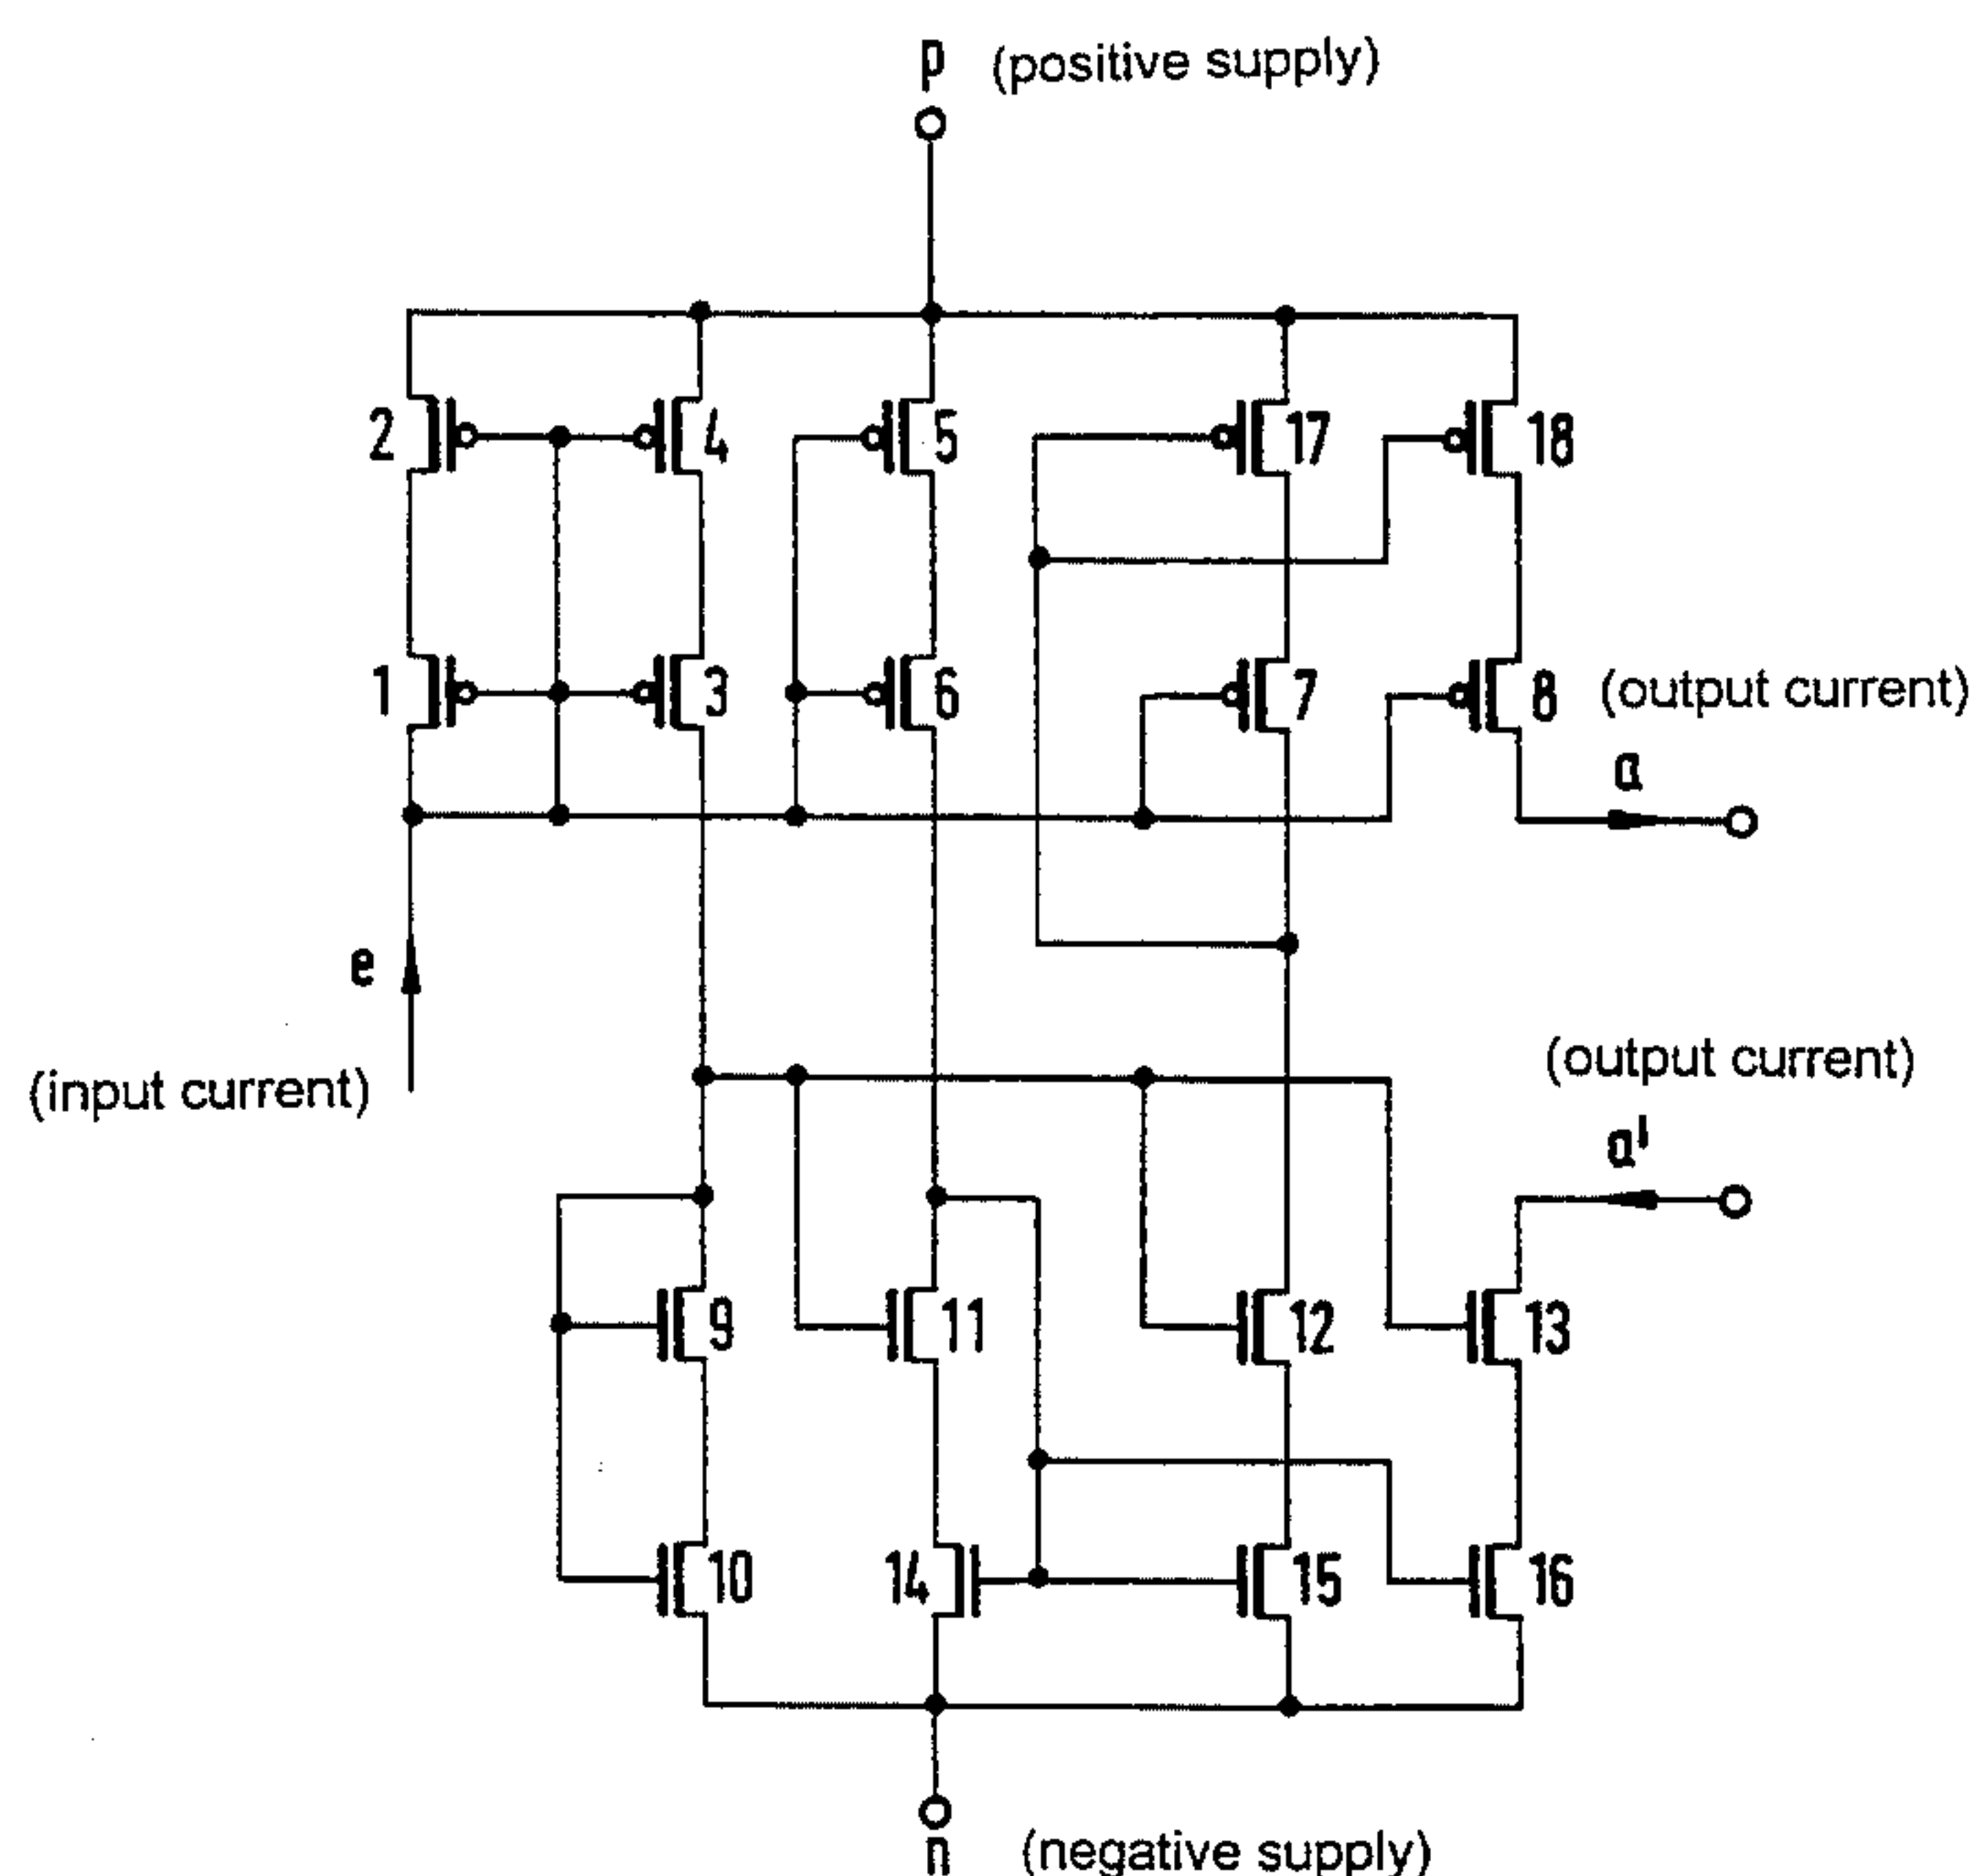 p (positive supply)
2 4 5 17 18
1 3 6 7 8 (output current)
a
e
(input current)
(output current)
a'
9 11 12 13
10 14 15 16
n (negative supply)